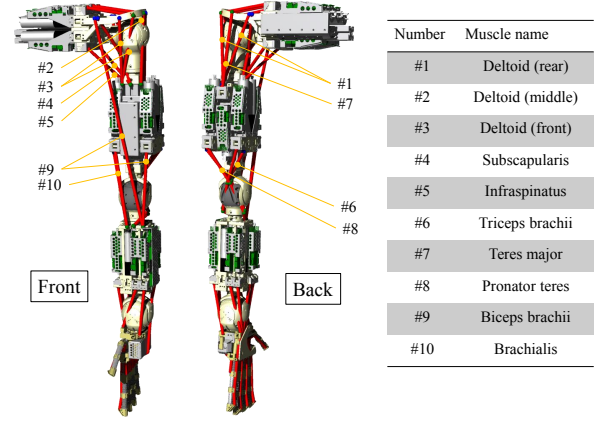 #2
#3
#4
#5
#9
#10
Front
#1
#7
#6
#8
Back
Number Muscle name
#1 Deltoid (rear)
#2 Deltoid (middle)
#3 Deltoid (front)
#4 Subscapularis
#5 Infraspinatus
#6 Triceps brachii
#7 Teres major
#8 Pronator teres
#9 Biceps brachii
#10 Brachialis